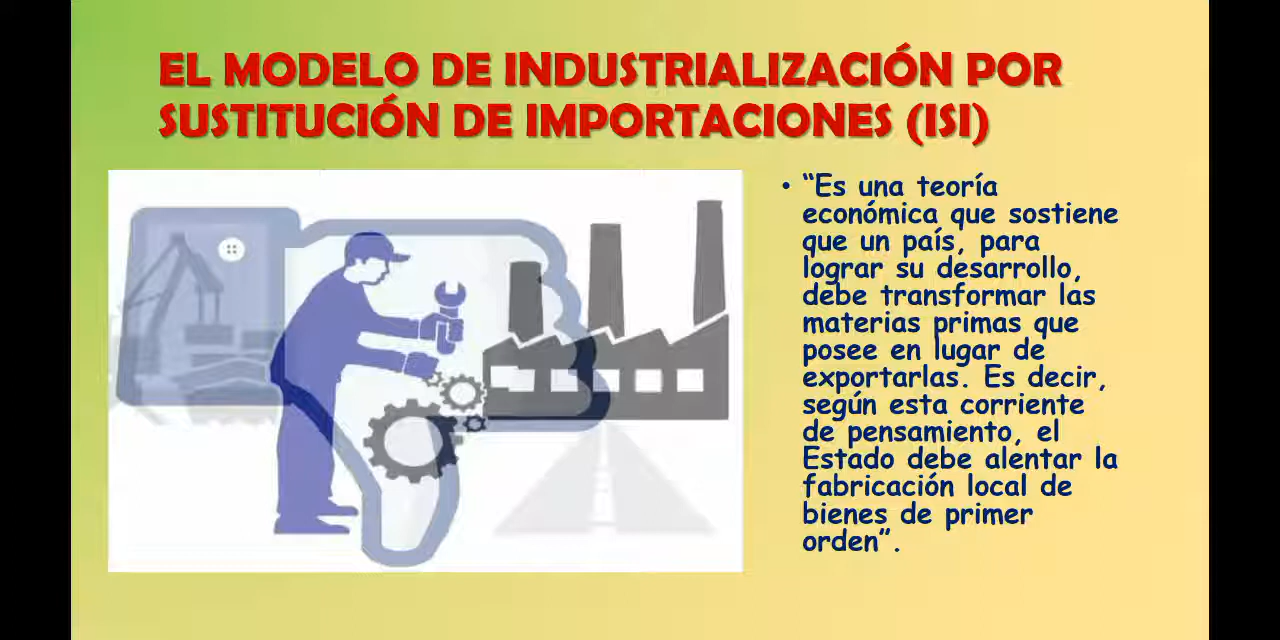 EL MODELO DE INDUSTRIALIZACIÓN POR
SUSTITUCIÓN DE IMPORTACIONES (ISI)
• “Es una teoría
económica que sostiene
que un país, para
lograr su desarrollo,
debe transformar las
materias primas que
posee en lugar de
exportarlas. Es decir,
según esta corriente
de pensamiento, el
Estado debe alentar la
fabricación local de
bienes de primer
orden”.